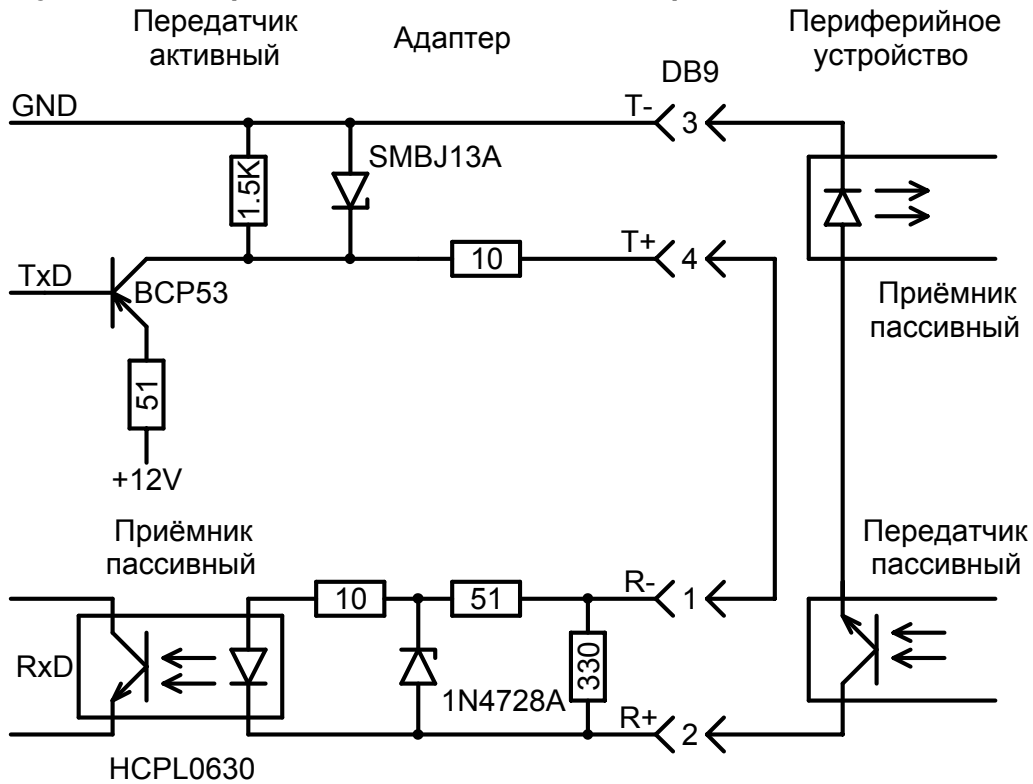 Передатчик
активный
Адаптер
Периферийное
устройство
DB9
GND
T-
3
SMBJ13A
1.5K
10
T+
4
TxD
BCP53
Приёмник
пассивный
51
+12V
Приёмник
пассивный
Передатчик
пассивный
10
51
R-
1
RxD
330
1N4728A
R+
2
HCPL0630